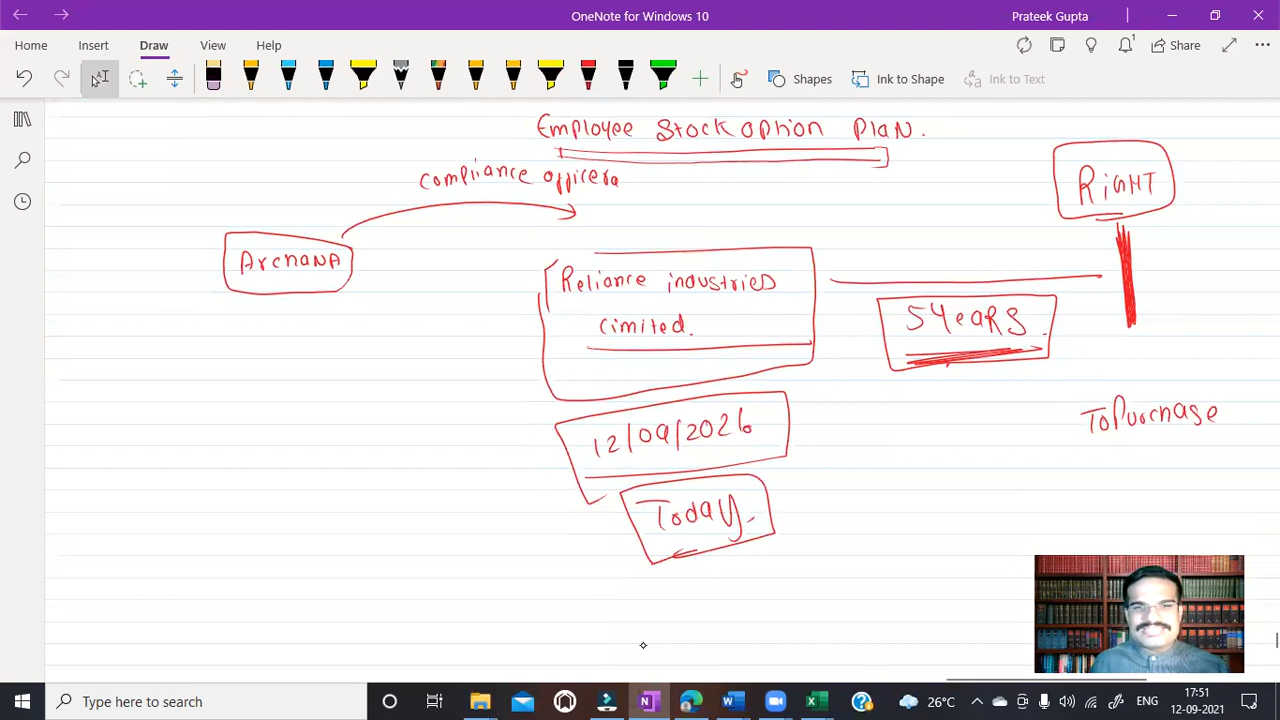 OneNote for Windows 10
Prateek Gupta
Home
Insert
Draw
View
Help
Share
Shapes
Ink to Shape
Ink to Text
Employee Stock option Plan.
Compliance officer
Archana
Right
Reliance industries
Limited.
5 Years.
12/09/2026
To Purchase
Today.
Type here to search
26°C
ENG
17:51
12-09-2021